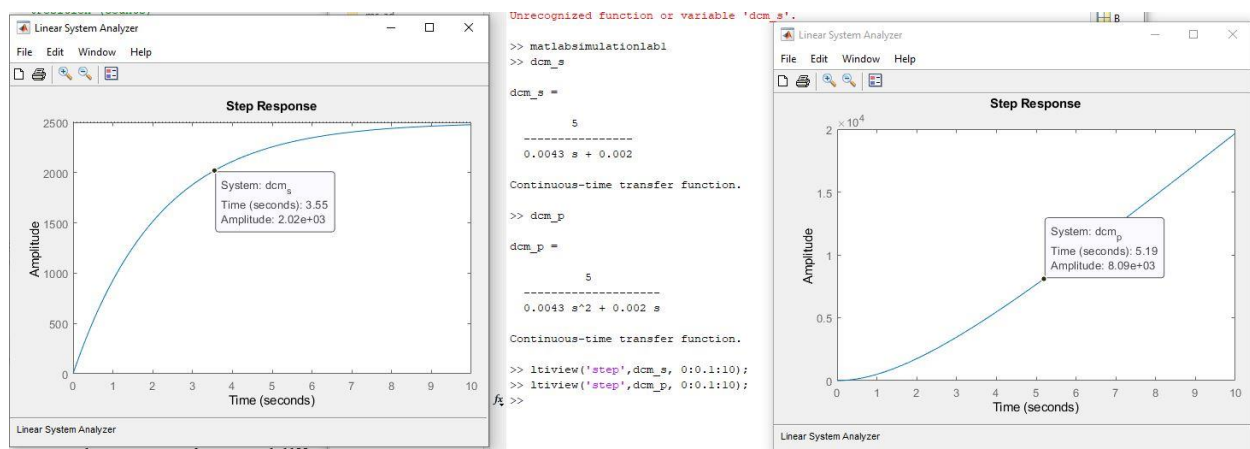 Linear System Analyzer
File Edit Window Help
Step Response
2500
2000
1500
1000
500
0
Amplitude
System: dcm_s
Time (seconds): 3.55
Amplitude: 2.02e+03
0 1 2 3 4 5 6 7 8 9 10
Time (seconds)
Linear System Analyzer
Unrecognized function or variable 'dcm_s'.
>> matlabsimulationlab1
>> dcm_s
dcm_s =
5
----------------
0.0043 s + 0.002
Continuous-time transfer function.
>> dcm_p
dcm_p =
5
--------------------
0.0043 s^2 + 0.002 s
Continuous-time transfer function.
>> ltiview('step',dcm_s, 0:0.1:10);
>> ltiview('step',dcm_p, 0:0.1:10);
fx >>
B
Linear System Analyzer
File Edit Window Help
Step Response
× 10^4
2
1.5
1
0.5
0
Amplitude
System: dcm_p
Time (seconds): 5.19
Amplitude: 8.09e+03
0 1 2 3 4 5 6 7 8 9 10
Time (seconds)
Linear System Analyzer